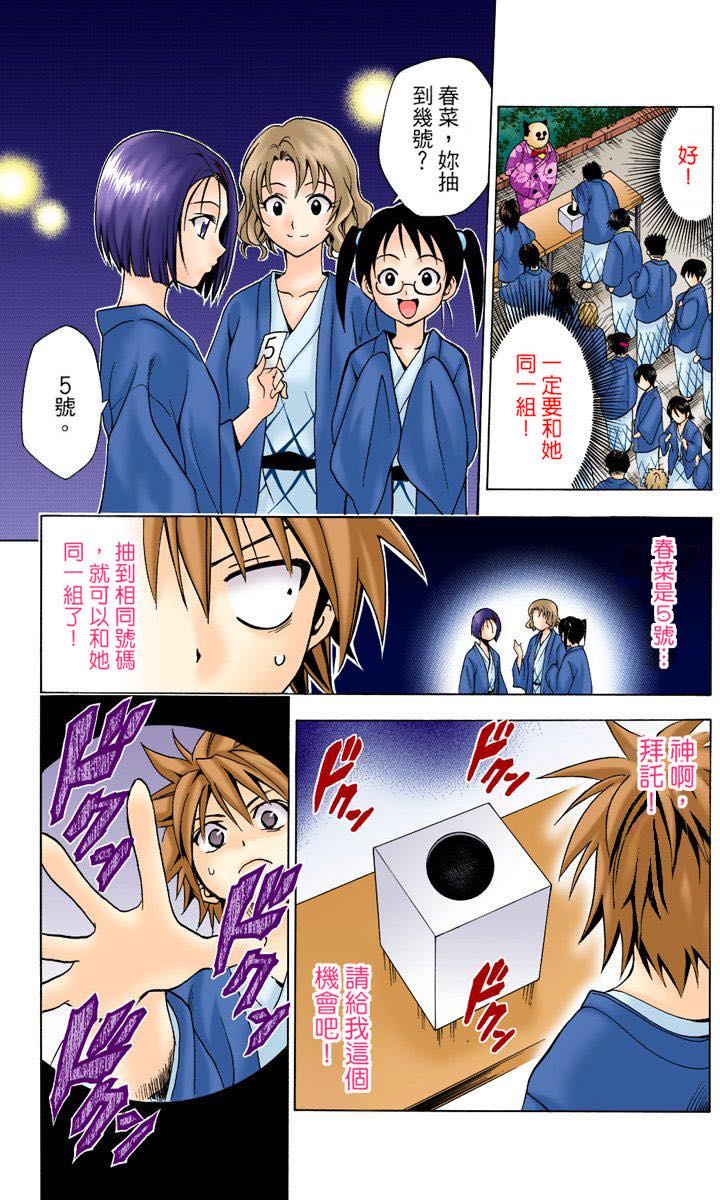 好！
一定要和她
同一組！
春菜，妳抽
到幾號？
5
5號。
春菜是5號…
抽到相同號碼
，就可以和她
同一組了！
神啊，
拜託！
請給我這個
機會吧！
ドクン
ドクン
ドクン
ドクン
ドクン
ドクン
ドクン